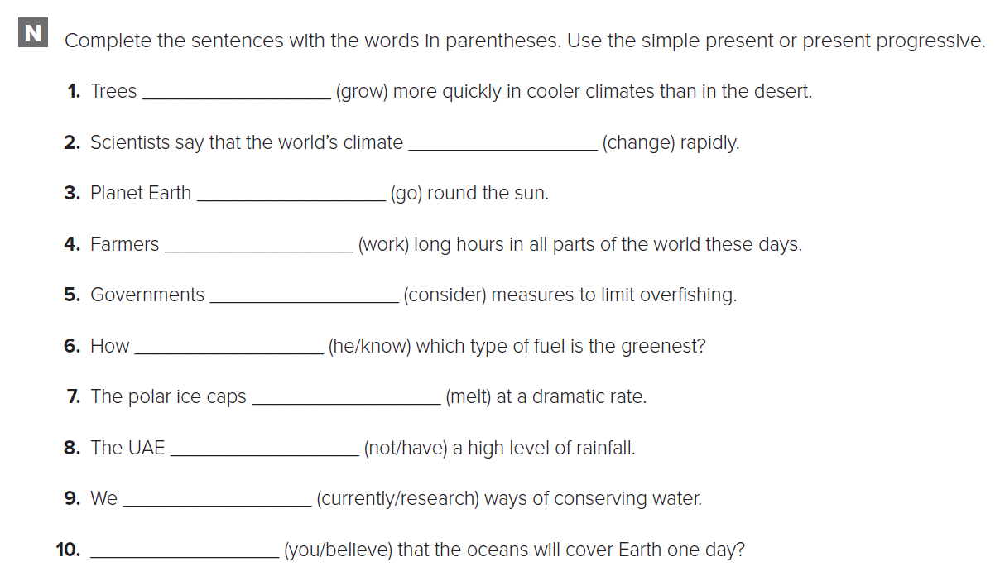 N Complete the sentences with the words in parentheses. Use the simple present or present progressive.
1. Trees __________________ (grow) more quickly in cooler climates than in the desert.
2. Scientists say that the world’s climate __________________ (change) rapidly.
3. Planet Earth __________________ (go) round the sun.
4. Farmers __________________ (work) long hours in all parts of the world these days.
5. Governments __________________ (consider) measures to limit overfishing.
6. How __________________ (he/know) which type of fuel is the greenest?
7. The polar ice caps __________________ (melt) at a dramatic rate.
8. The UAE __________________ (not/have) a high level of rainfall.
9. We __________________ (currently/research) ways of conserving water.
10. __________________ (you/believe) that the oceans will cover Earth one day?